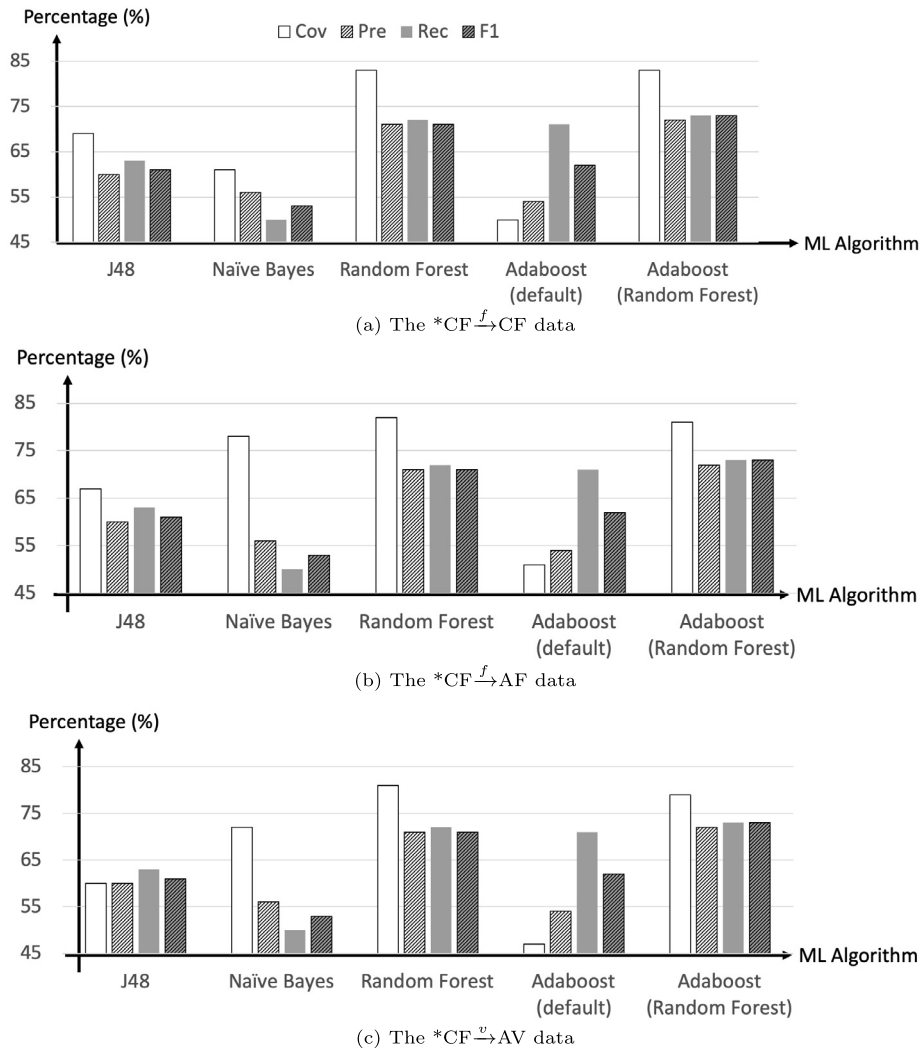 Percentage (%)
Cov Pre Rec F1
85
75
65
55
45
ML Algorithm
J48 Naïve Bayes Random Forest Adaboost (default) Adaboost (Random Forest)
(a) The *CF f→CF data
Percentage (%)
85
75
65
55
45
ML Algorithm
J48 Naïve Bayes Random Forest Adaboost (default) Adaboost (Random Forest)
(b) The *CF f→AF data
Percentage (%)
85
75
65
55
45
ML Algorithm
J48 Naïve Bayes Random Forest Adaboost (default) Adaboost (Random Forest)
(c) The *CF v→AV data